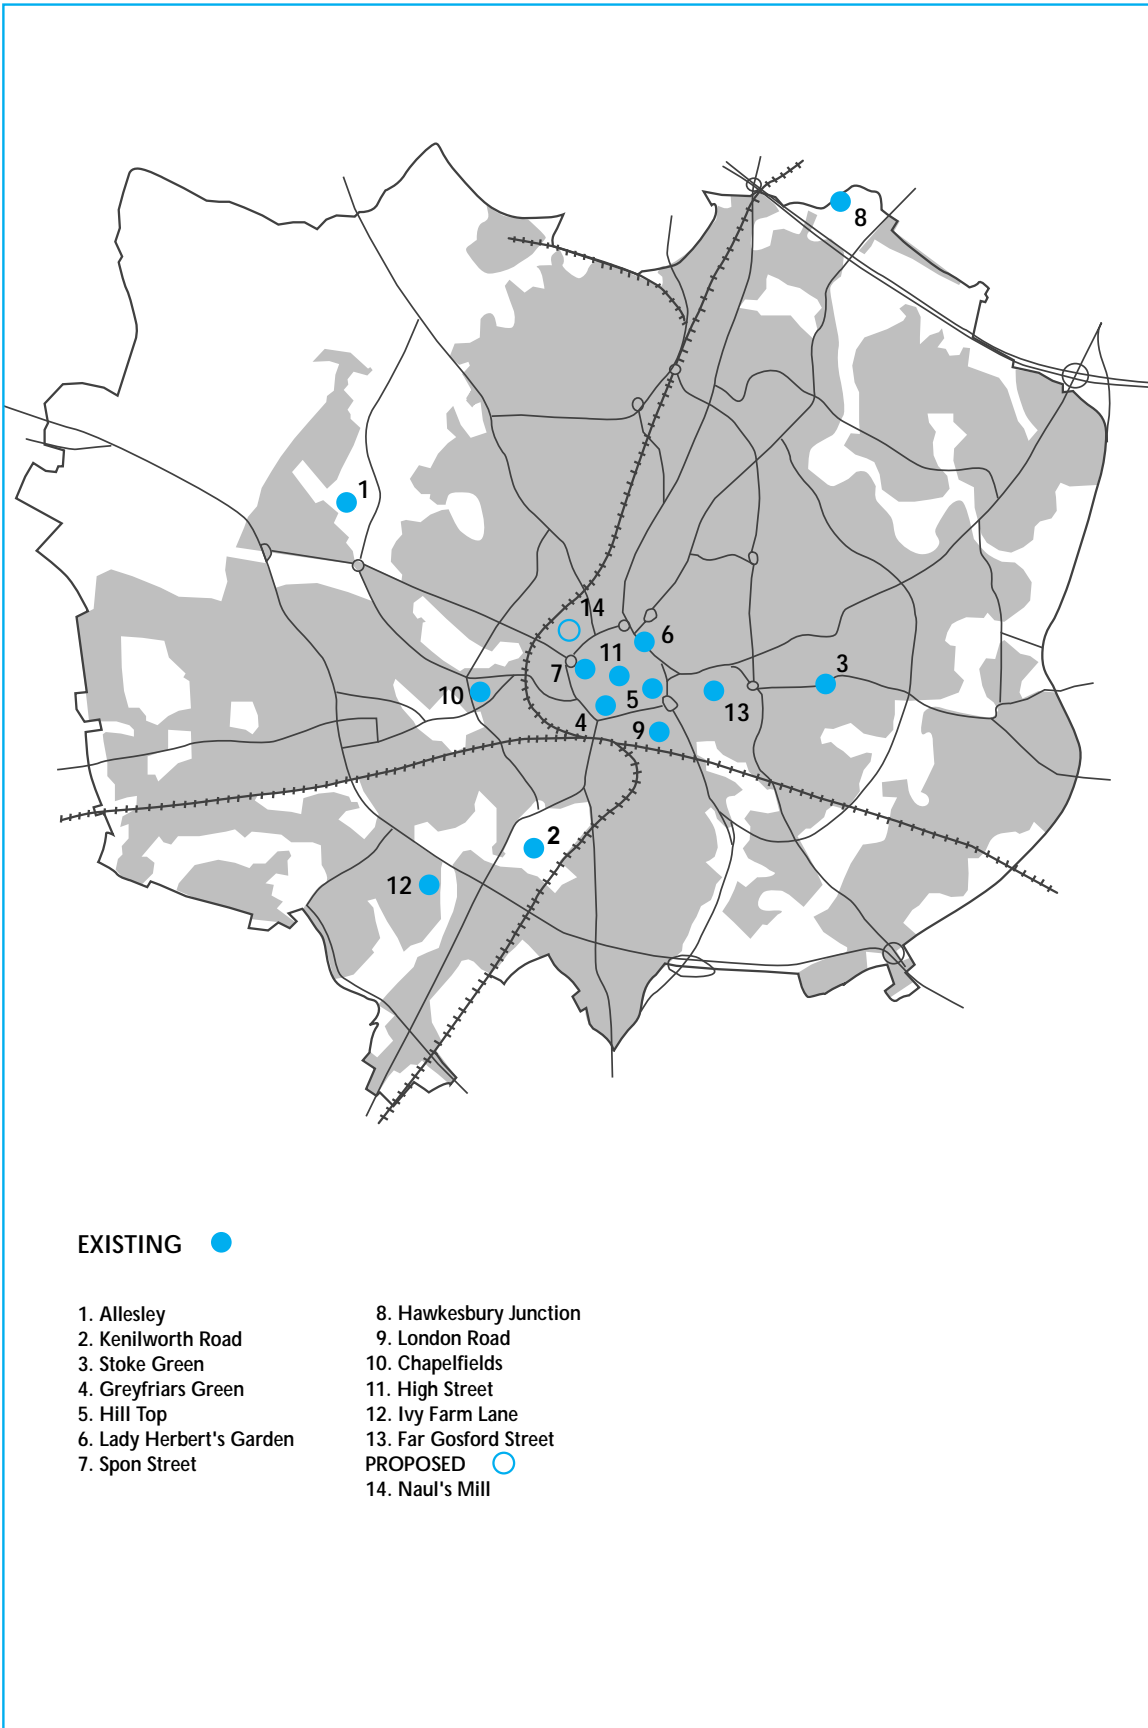 8
1
14
6
11
7
3
10
5
13
4
9
2
12
EXISTING
1. Allesley
2. Kenilworth Road
3. Stoke Green
4. Greyfriars Green
5. Hill Top
6. Lady Herbert's Garden
7. Spon Street
8. Hawkesbury Junction
9. London Road
10. Chapelfields
11. High Street
12. Ivy Farm Lane
13. Far Gosford Street
PROPOSED
14. Naul's Mill